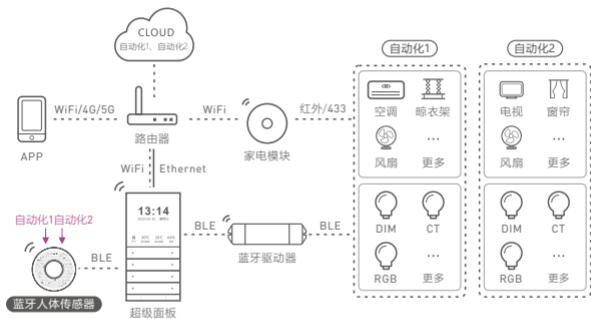 CLOUD
自动化1、自动化2
自动化1
自动化2
WiFi/4G/5G
WiFi
红外/433
空调
晾衣架
电视
窗帘
APP
路由器
家电模块
风扇
...
更多
风扇
...
更多
WiFi
Ethernet
13:14
自动化1自动化2
BLE
BLE
DIM
CT
DIM
CT
BLE
蓝牙驱动器
...
...
RGB
更多
RGB
更多
蓝牙人体传感器
超级面板